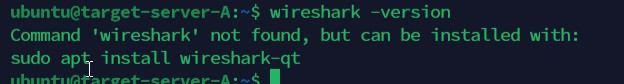 ubuntu@target-server-A:~$ wireshark -version
Command 'wireshark' not found, but can be installed with:
sudo apt install wireshark-qt
ubuntu@target-server-A:~$